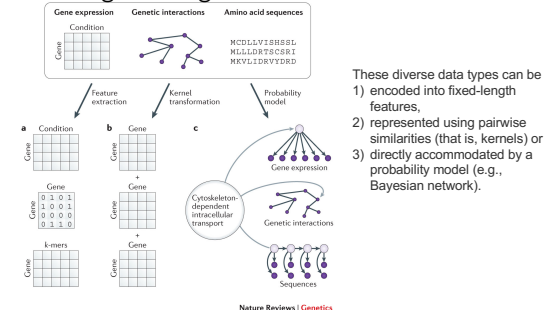 Gene expression
Genetic interactions
Amino acid sequences
Condition
Gene
MCDLLVISHSSL
MLLLDRTSCSRI
MKVLIDRVYDRD
Feature
extraction
Kernel
transformation
Probability
model
a
Condition
Gene
b
Gene
Gene
c
Gene expression
+
Gene
Gene
0 1 0 1
1 0 0 1
0 0 0 0
0 1 1 0
Gene
Gene
Cytoskeleton-
dependent
intracellular
transport
Genetic interactions
+
k-mers
Gene
Gene
Gene
Sequences
Nature Reviews | Genetics
These diverse data types can be
1) encoded into fixed-length
features,
2) represented using pairwise
similarities (that is, kernels) or
3) directly accommodated by a
probability model (e.g.,
Bayesian network).